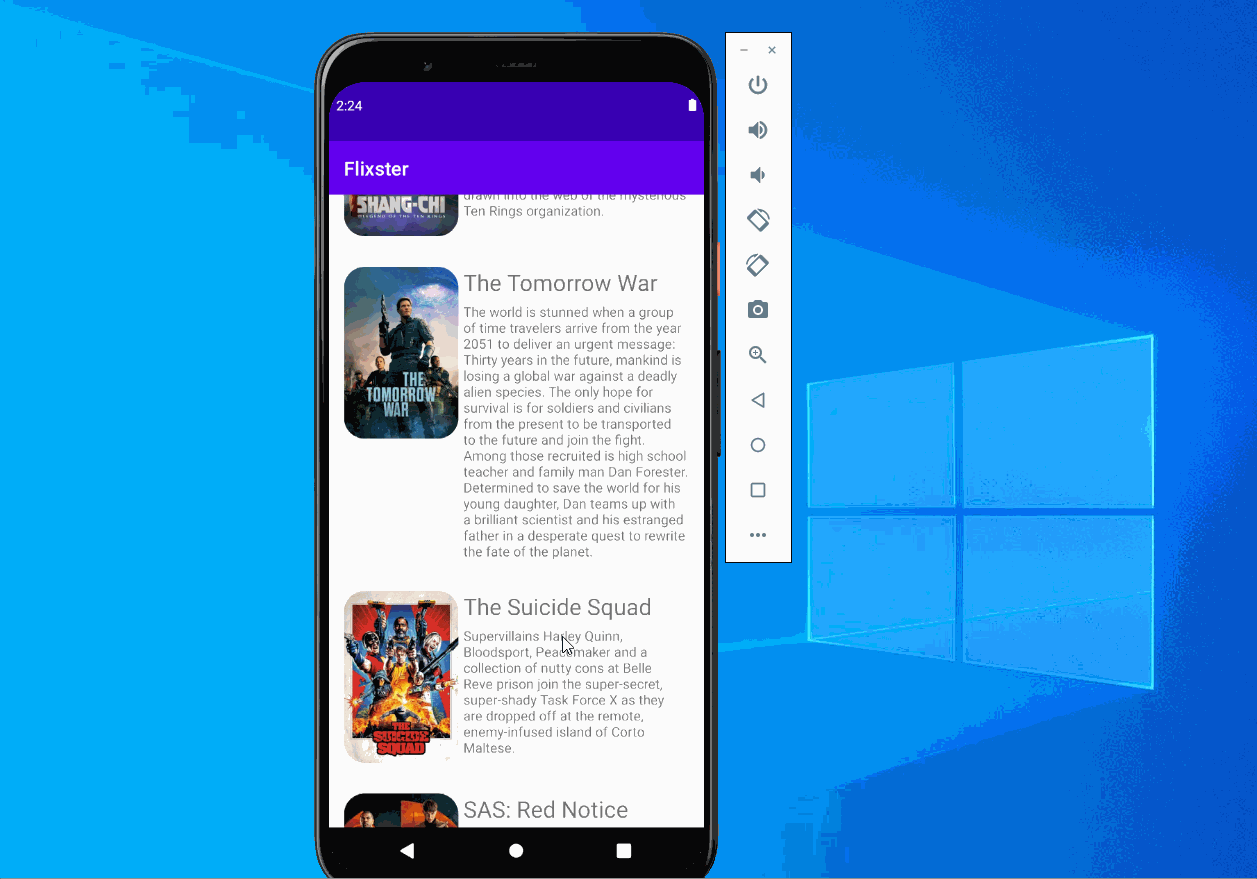 2:24
Flixster
SHANG-CHI
LEGEND OF THE TEN RINGS
drawn into the web of the mysterious
Ten Rings organization.
The Tomorrow War
The world is stunned when a group
of time travelers arrive from the year
2051 to deliver an urgent message:
Thirty years in the future, mankind is
losing a global war against a deadly
alien species. The only hope for
survival is for soldiers and civilians
from the present to be transported
to the future and join the fight.
Among those recruited is high school
teacher and family man Dan Forester.
Determined to save the world for his
young daughter, Dan teams up with
a brilliant scientist and his estranged
father in a desperate quest to rewrite
the fate of the planet.
THE
TOMORROW
WAR
The Suicide Squad
Supervillains Harley Quinn,
Bloodsport, Peacemaker and a
collection of nutty cons at Belle
Reve prison join the super-secret,
super-shady Task Force X as they
are dropped off at the remote,
enemy-infused island of Corto
Maltese.
THE
SUICIDE
SQUAD
SAS: Red Notice